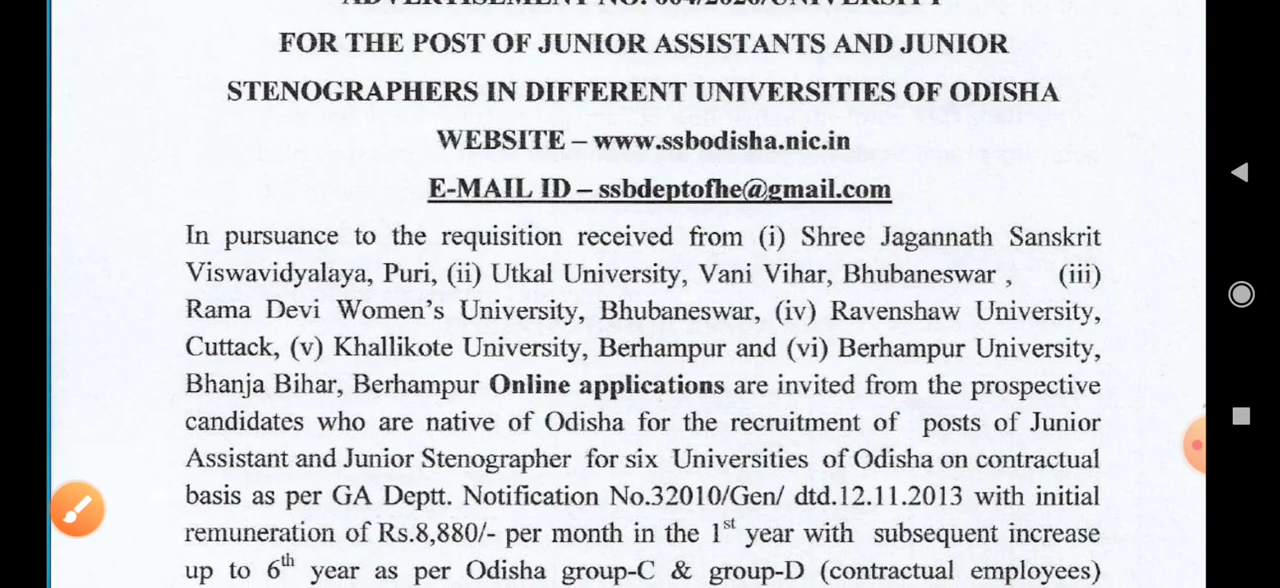 FOR THE POST OF JUNIOR ASSISTANTS AND JUNIOR
STENOGRAPHERS IN DIFFERENT UNIVERSITIES OF ODISHA
WEBSITE – www.ssbodisha.nic.in
E-MAIL ID – ssbdeptofhe@gmail.com
In pursuance to the requisition received from (i) Shree Jagannath Sanskrit
Viswavidyalaya, Puri, (ii) Utkal University, Vani Vihar, Bhubaneswar , (iii)
Rama Devi Women's University, Bhubaneswar, (iv) Ravenshaw University,
Cuttack, (v) Khallikote University, Berhampur and (vi) Berhampur University,
Bhanja Bihar, Berhampur Online applications are invited from the prospective
candidates who are native of Odisha for the recruitment of posts of Junior
Assistant and Junior Stenographer for six Universities of Odisha on contractual
basis as per GA Deptt. Notification No.32010/Gen/ dtd.12.11.2013 with initial
remuneration of Rs.8,880/- per month in the 1st year with subsequent increase
up to 6th year as per Odisha group-C & group-D (contractual employees)